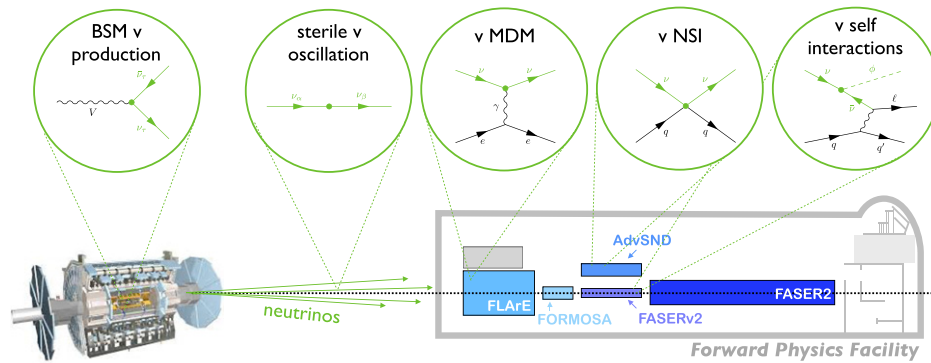 BSM ν
production
sterile ν
oscillation
ν MDM
ν NSI
ν self
interactions
ν̄τ
V
ντ
να
νβ
ν
ν
γ
e
e
ν
ν
q
q
ν
ϕ
ν̄
ℓ
q
q′
AdvSND
FLArE
FORMOSA
FASERν2
FASER2
neutrinos
Forward Physics Facility